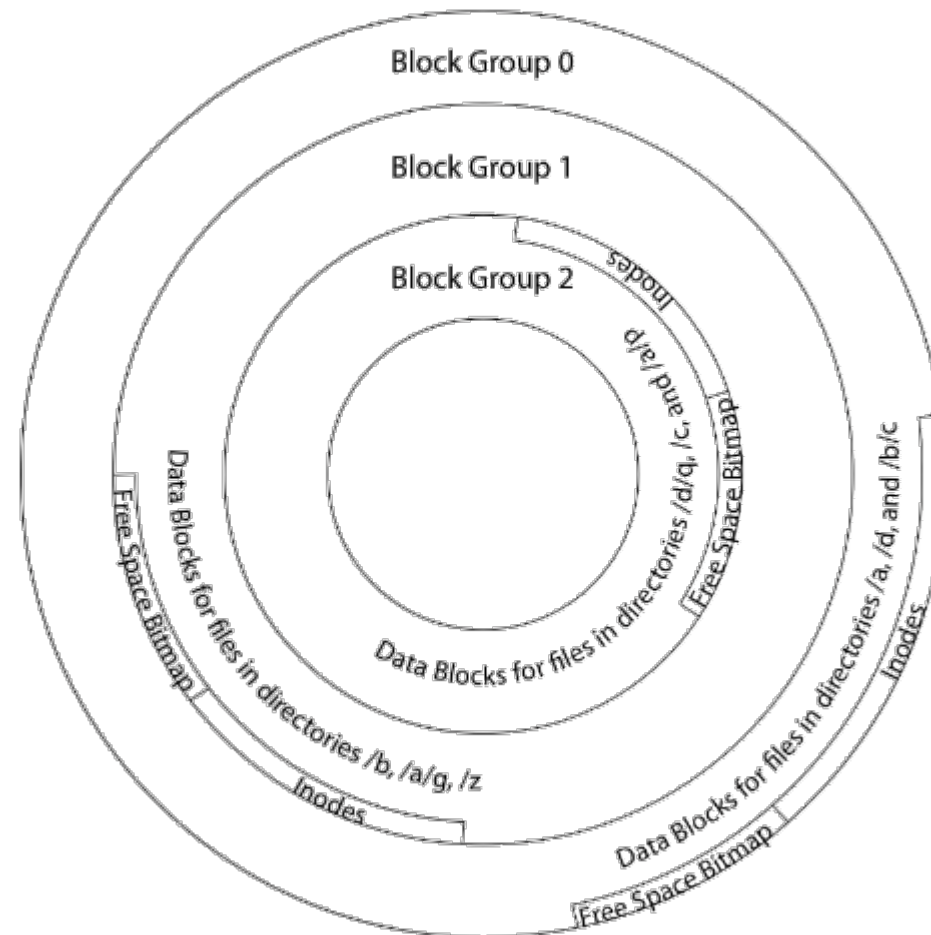 Block Group 0
Block Group 1
Block Group 2
Inodes
Data Blocks for files in directories /d/q, /c, and /a/p
Free Space Bitmap
Data Blocks for files in directories /b, /a/g, /z
Free Space Bitmap
Inodes
Data Blocks for files in directories /a, /d, and /b/c
Inodes
Free Space Bitmap